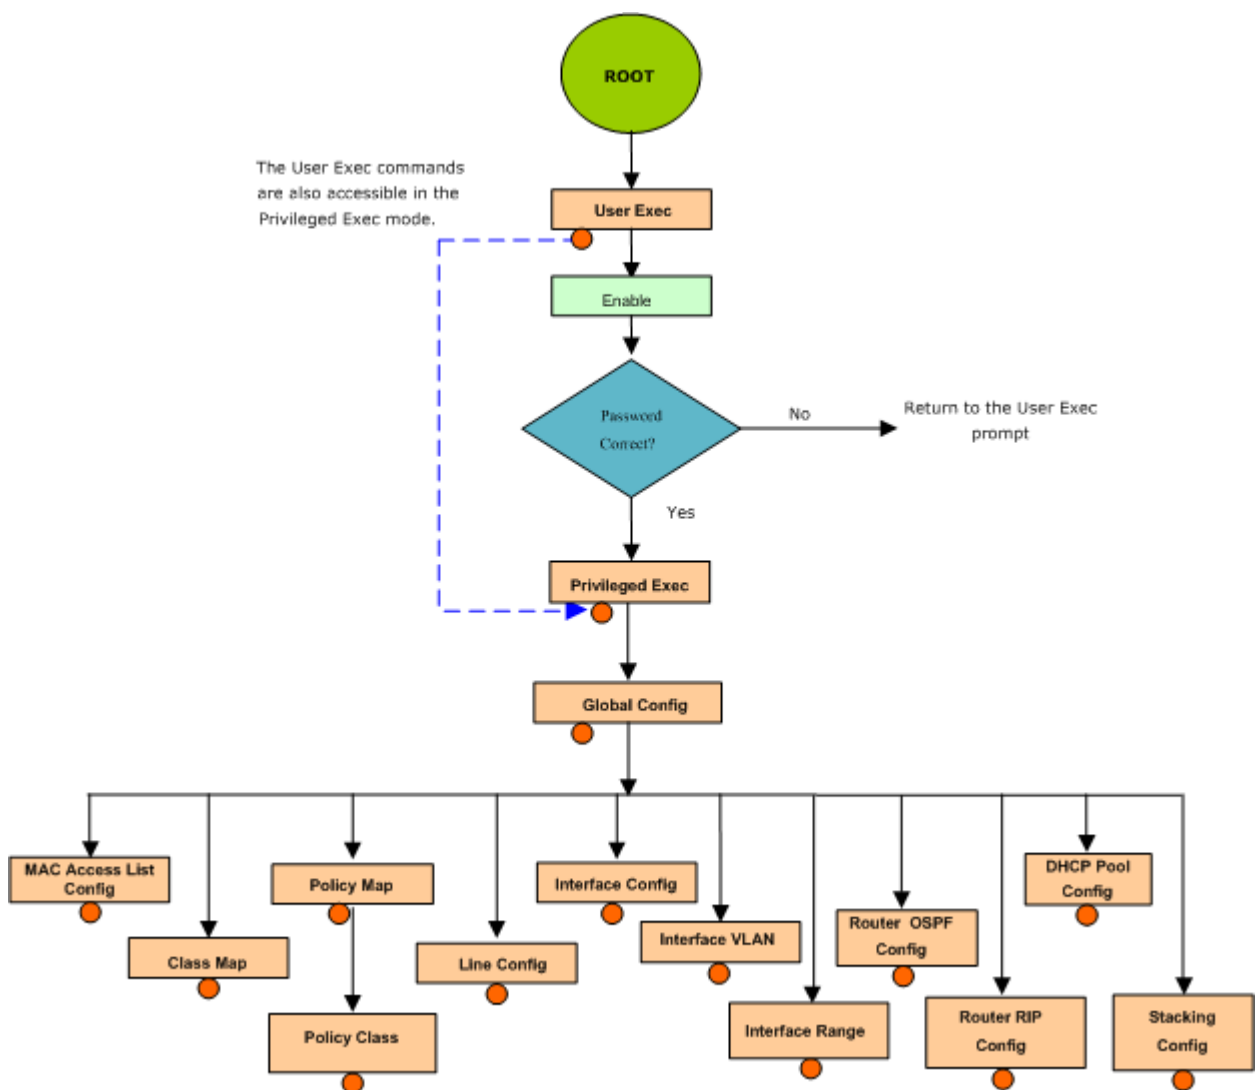 ROOT
The User Exec commands
are also accessible in the
Privileged Exec mode.
User Exec
Enable
Password
Correct?
No
Return to the User Exec
prompt
Yes
Privileged Exec
Global Config
MAC Access List
Config
Policy Map
Interface Config
DHCP Pool
Config
Class Map
Line Config
Interface VLAN
Router OSPF
Config
Policy Class
Interface Range
Router RIP
Config
Stacking
Config